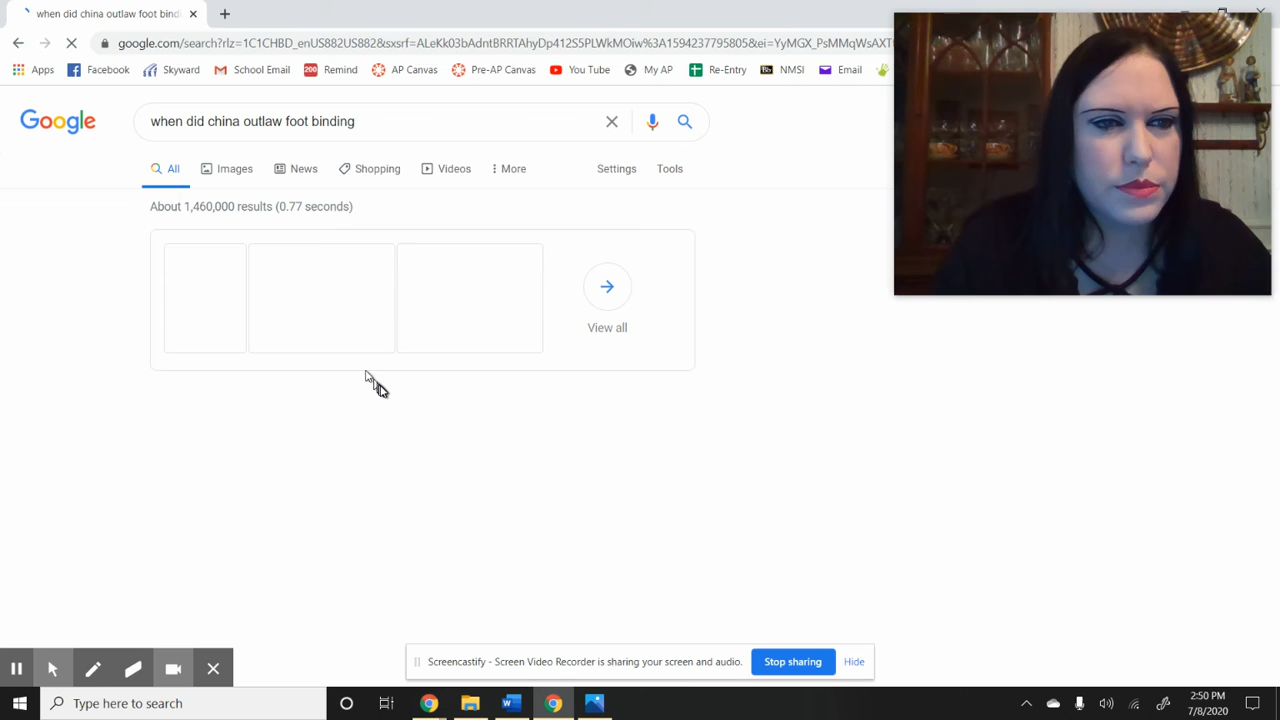 when did china outlaw foot bindi
google.com/search?rlz=1C1CHBD_enUS882US882&sxsrf=ALeKk03bAdntBRRTAhyDp412S5PLWkMOiw%3A1594237795805&ei=YyMGX_PsMMqWsAXT
Apps Facebook Skyward School Email Remind AP Canvas Pre-AP Canvas You Tube My AP Re-Entry NMSI Email
Google when did china outlaw foot binding
All Images News Shopping Videos More Settings Tools
About 1,460,000 results (0.77 seconds)
View all
Screencastify - Screen Video Recorder is sharing your screen and audio. Stop sharing Hide
Type here to search
2:50 PM
7/8/2020